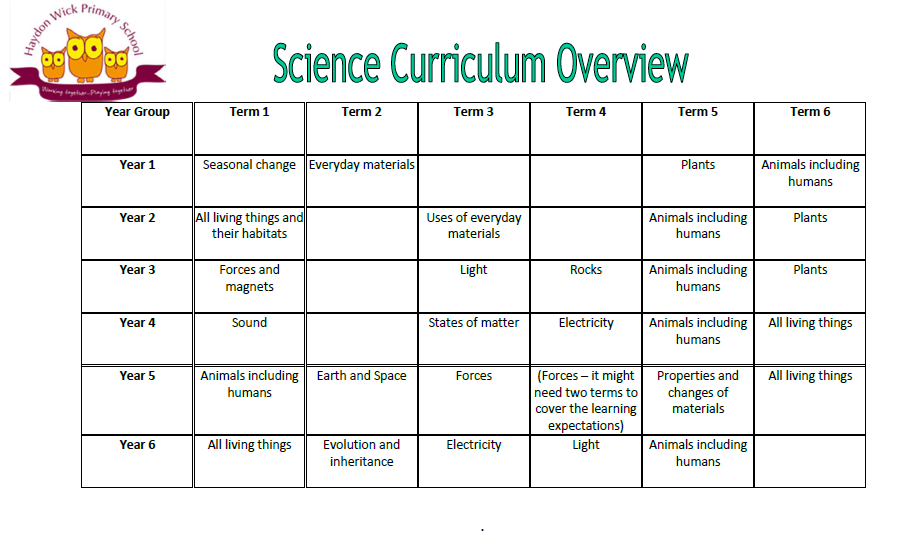 Haydon Wick Primary School
Working together...Playing together
Science Curriculum Overview
Year Group Term 1 Term 2 Term 3 Term 4 Term 5 Term 6
Year 1 Seasonal change Everyday materials Plants Animals including
humans
Year 2 All living things and Uses of everyday Animals including Plants
their habitats materials humans
Year 3 Forces and Light Rocks Animals including Plants
magnets humans
Year 4 Sound States of matter Electricity Animals including All living things
humans
Year 5 Animals including Earth and Space Forces (Forces – it might Properties and All living things
humans need two terms to changes of
cover the learning materials
expectations)
Year 6 All living things Evolution and Electricity Light Animals including
inheritance humans
.